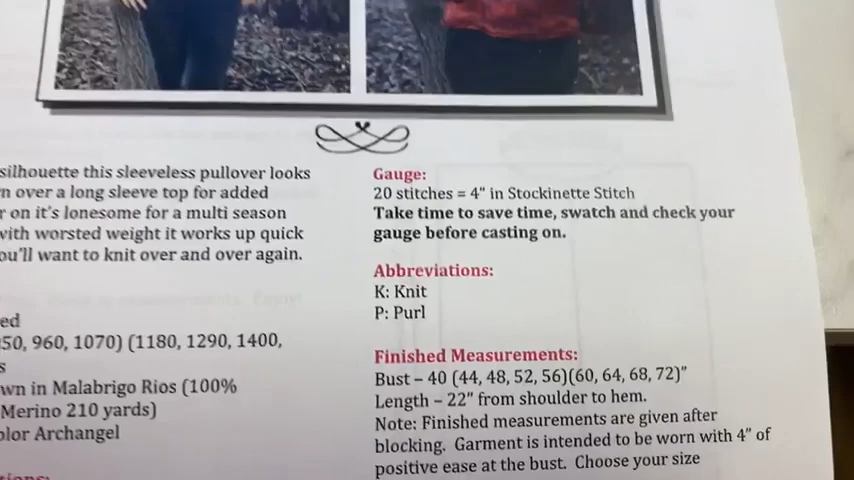 silhouette this sleeveless pullover looks
over a long sleeve top for added
on it's lonesome for a multi season
with worsted weight it works up quick
you'll want to knit over and over again.
960, 1070) (1180, 1290, 1400,
in Malabrigo Rios (100%
Merino 210 yards)
Archangel
Gauge:
20 stitches = 4" in Stockinette Stitch
Take time to save time, swatch and check your
gauge before casting on.
Abbreviations:
K: Knit
P: Purl
Finished Measurements:
Bust – 40 (44, 48, 52, 56)(60, 64, 68, 72)"
Length – 22" from shoulder to hem.
Note: Finished measurements are given after
blocking. Garment is intended to be worn with 4" of
positive ease at the bust. Choose your size